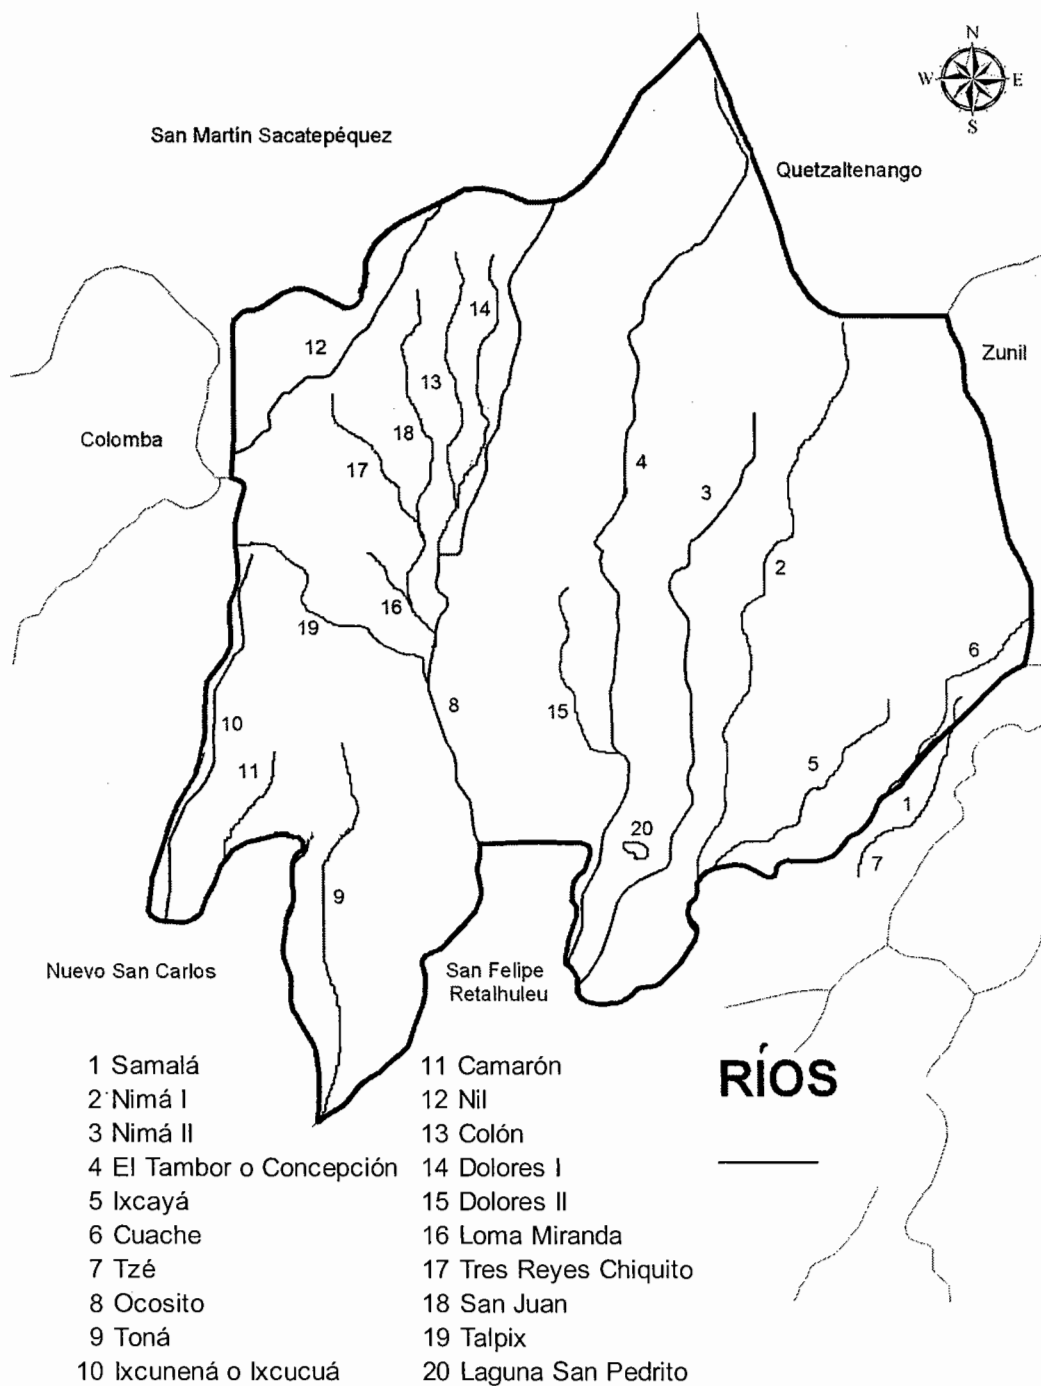 N
W E
S
San Martín Sacatepéquez
Quetzaltenango
Zunil
Colomba
14
12
13
18
17
4
3
2
16
19
6
8
15
10
11
5
1
20
7
9
Nuevo San Carlos
San Felipe
Retalhuleu
RÍOS
1 Samalá
2 Nimá I
3 Nimá II
4 El Tambor o Concepción
5 Ixcayá
6 Cuache
7 Tzé
8 Ocosito
9 Toná
10 Ixcunená o Ixcucuá
11 Camarón
12 Nil
13 Colón
14 Dolores I
15 Dolores II
16 Loma Miranda
17 Tres Reyes Chiquito
18 San Juan
19 Talpix
20 Laguna San Pedrito